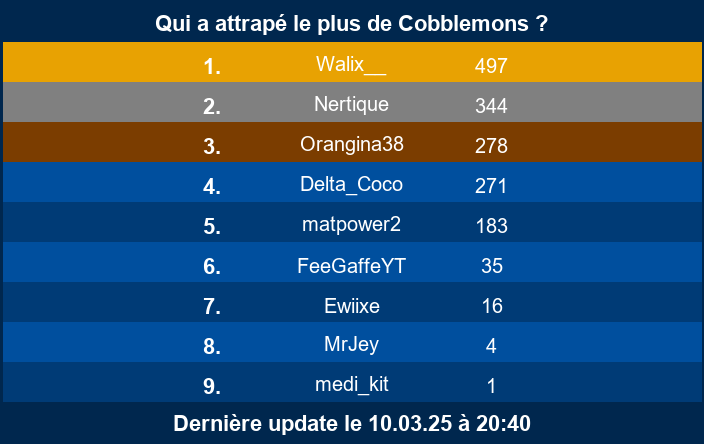 Qui a attrapé le plus de Cobblemons ?
1. Walix__ 497
2. Nertique 344
3. Orangina38 278
4. Delta_Coco 271
5. matpower2 183
6. FeeGaffeYT 35
7. Ewiixe 16
8. MrJey 4
9. medi_kit 1
Dernière update le 10.03.25 à 20:40